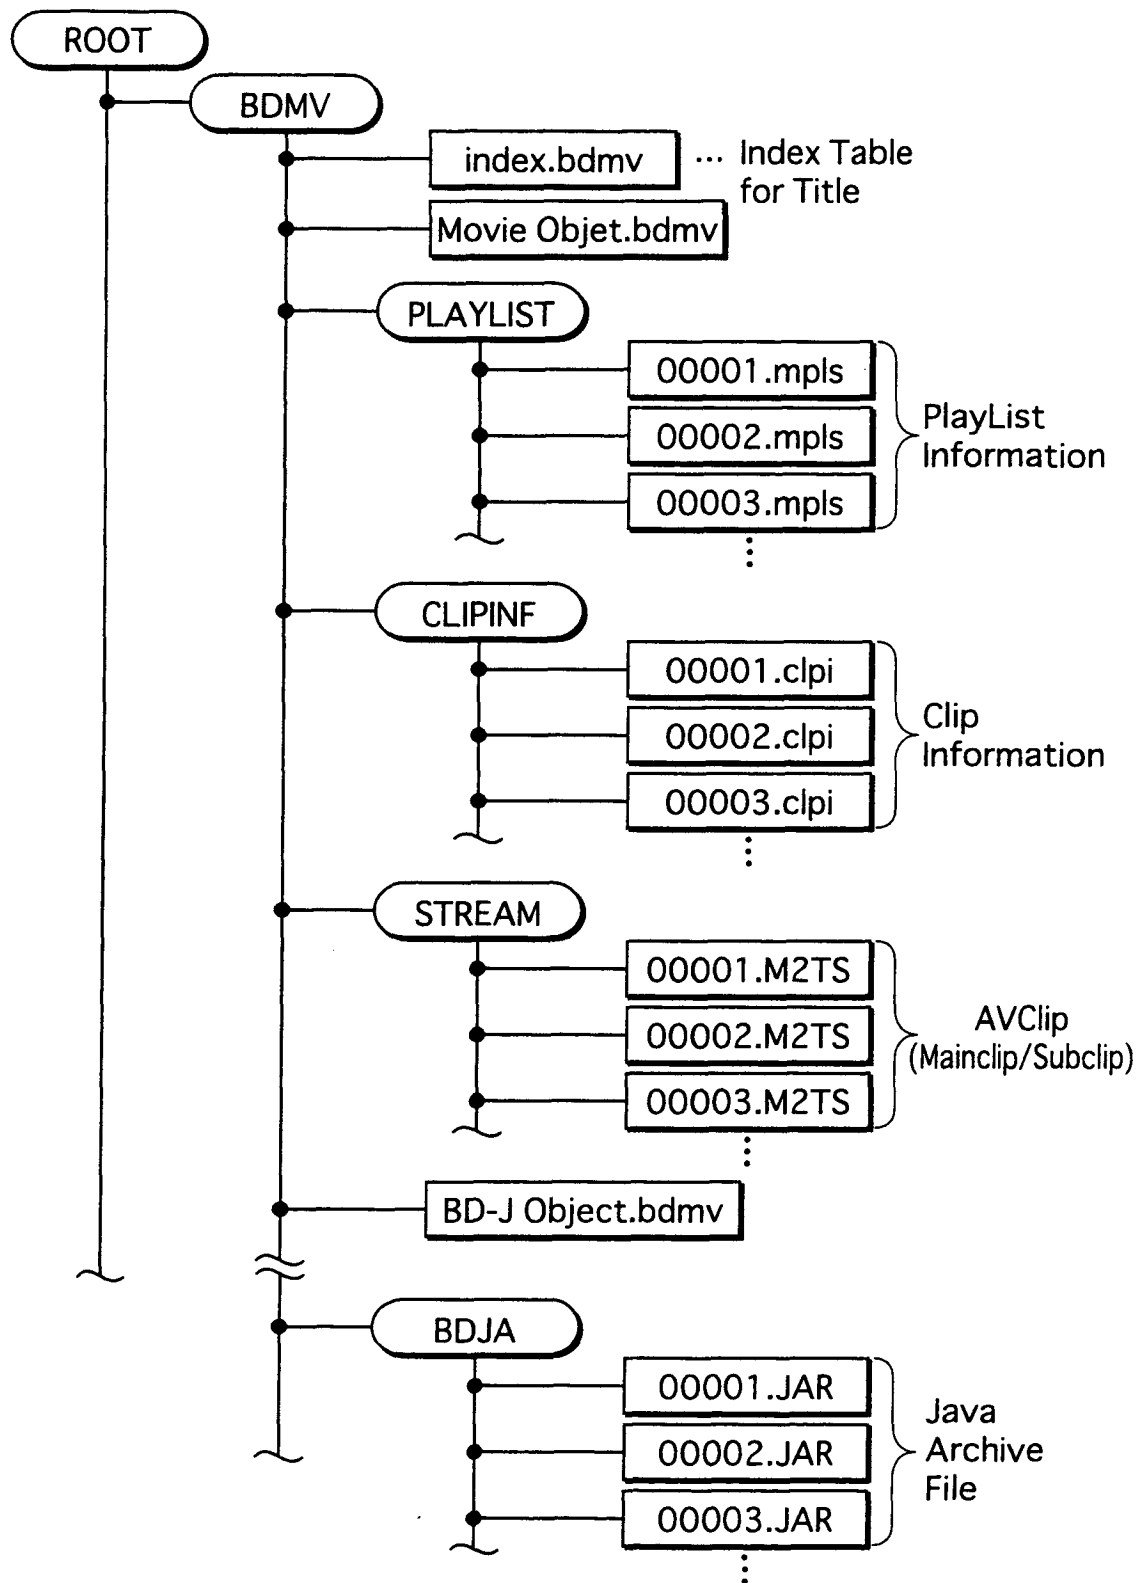 ROOT
BDMV
index.bdmv
... Index Table
for Title
Movie Objet.bdmv
PLAYLIST
00001.mpls
00002.mpls
00003.mpls
PlayList
Information
CLIPINF
00001.clpi
00002.clpi
00003.clpi
Clip
Information
STREAM
00001.M2TS
00002.M2TS
00003.M2TS
AVClip
(Mainclip/Subclip)
BD-J Object.bdmv
BDJA
00001.JAR
00002.JAR
00003.JAR
Java
Archive
File